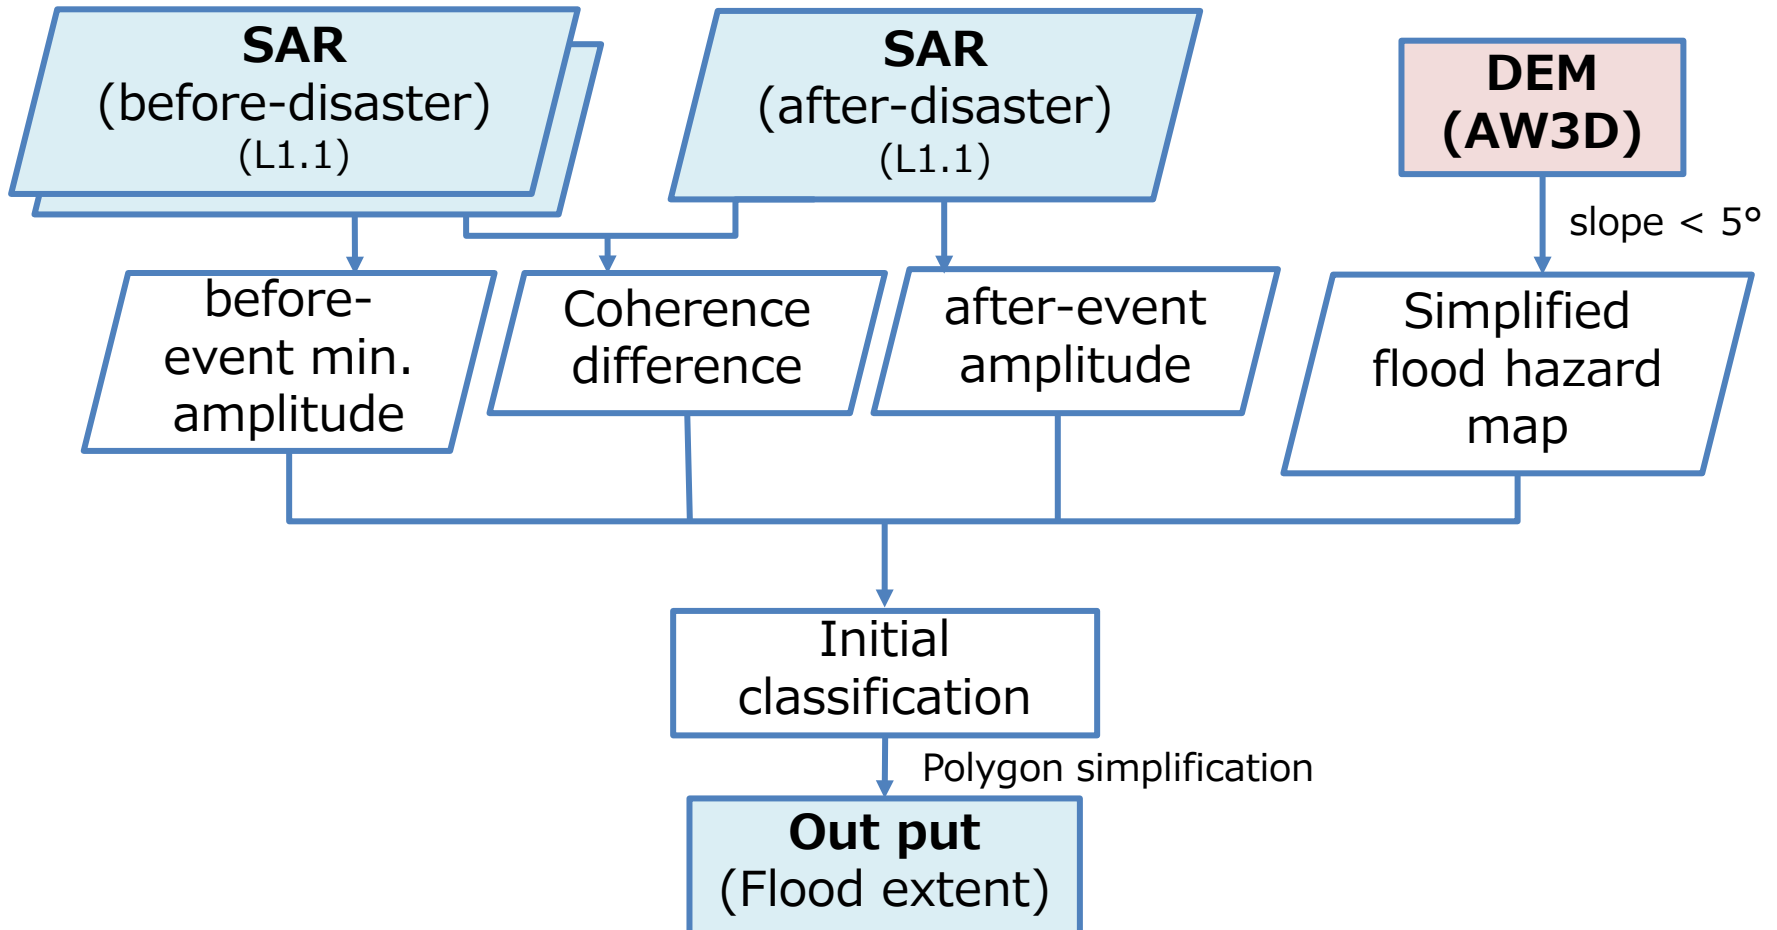 SAR
(before-disaster)
(L1.1)
SAR
(after-disaster)
(L1.1)
DEM
(AW3D)
slope < 5°
before-
event min.
amplitude
Coherence
difference
after-event
amplitude
Simplified
flood hazard
map
Initial
classification
Polygon simplification
Out put
(Flood extent)